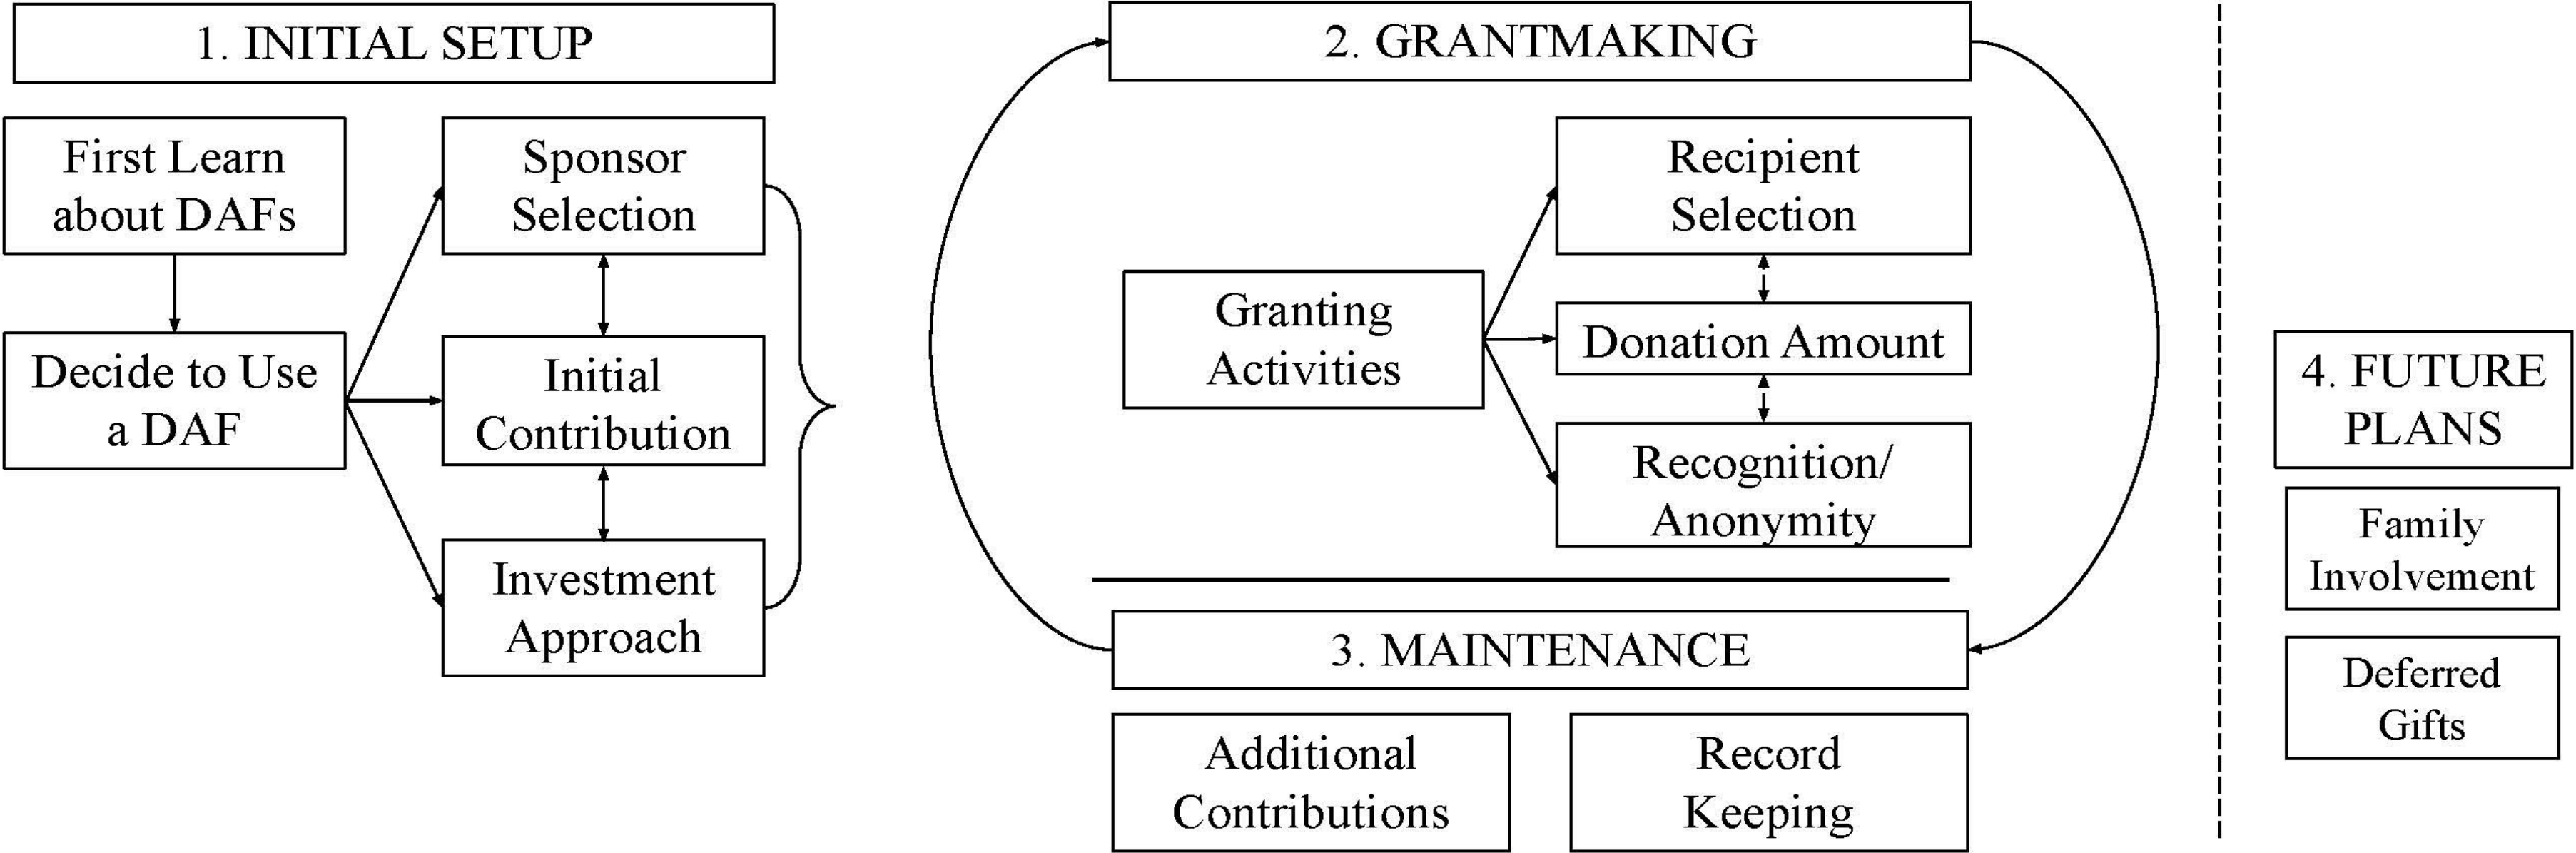 1. INITIAL SETUP
First Learn
about DAFs
Decide to Use
a DAF
Sponsor
Selection
Initial
Contribution
Investment
Approach
2. GRANTMAKING
Granting
Activities
Recipient
Selection
Donation Amount
Recognition/
Anonymity
3. MAINTENANCE
Additional
Contributions
Record
Keeping
4. FUTURE
PLANS
Family
Involvement
Deferred
Gifts